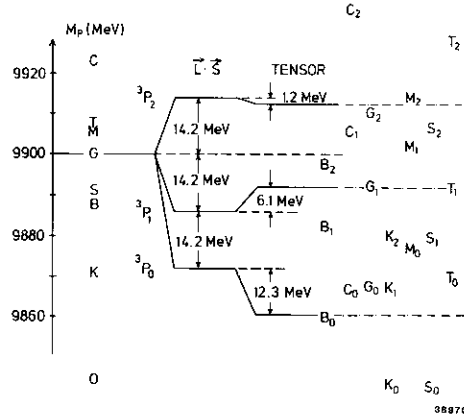 C₂
Mₚ (MeV)
L⃗ · S⃗
TENSOR
C
T₂
9920
³P₂
1.2 MeV
M₂
G₂
T
M
14.2 MeV
C₁
S₂
M₁
9900
G
B₂
14.2 MeV
S
B
6.1 MeV
G₁
T₁
³P₁
9880
B₁
K₂
S₁
M₀
14.2 MeV
³P₀
K
12.3 MeV
C₀
G₀
K₁
T₀
9860
B₀
O
K₀
S₀